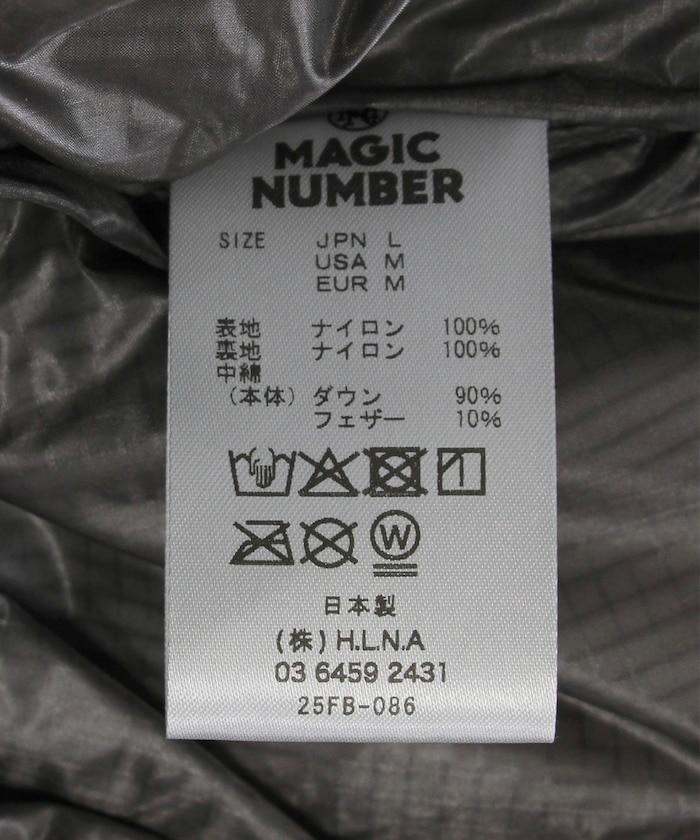 MAGIC
NUMBER
SIZE JPN L
USA M
EUR M
表地 ナイロン 100%
裏地 ナイロン 100%
中綿
(本体) ダウン 90%
フェザー 10%
W
日本製
(株) H.L.N.A
03 6459 2431
25FB-086